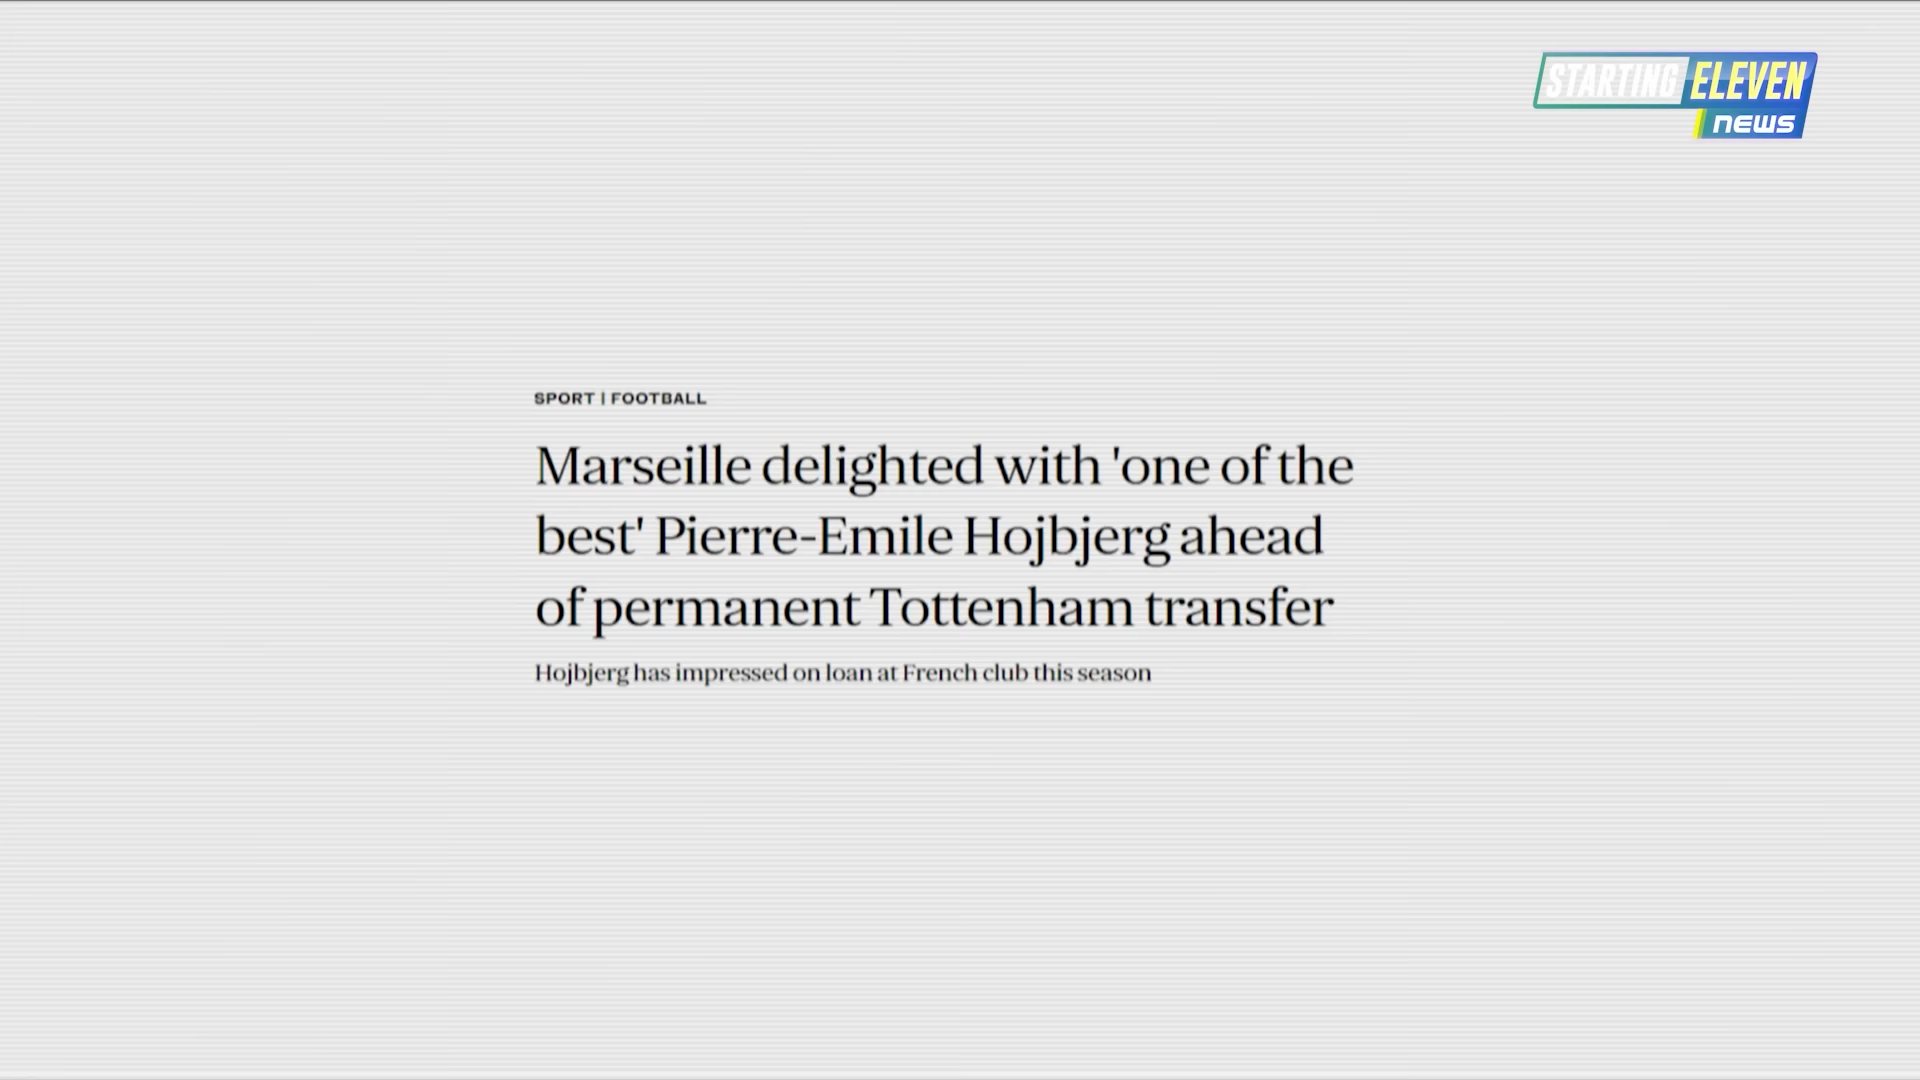 STARTING ELEVEN
news
SPORT | FOOTBALL
Marseille delighted with 'one of the
best' Pierre-Emile Hojbjerg ahead
of permanent Tottenham transfer
Hojbjerg has impressed on loan at French club this season